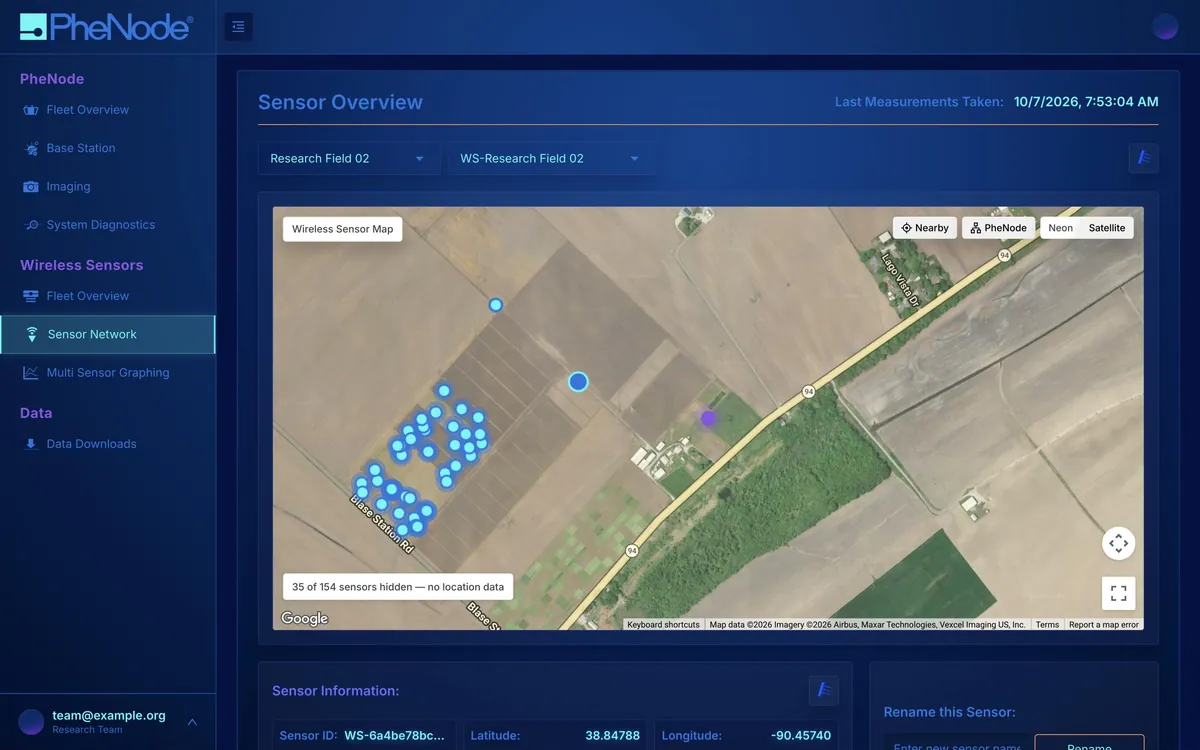 PheNode®
PheNode
Fleet Overview
Base Station
Imaging
System Diagnostics
Wireless Sensors
Fleet Overview
Sensor Network
Multi Sensor Graphing
Data
Data Downloads
team@example.org
Research Team
Sensor Overview
Last Measurements Taken: 10/7/2026, 7:53:04 AM
Research Field 02
WS-Research Field 02
Wireless Sensor Map
Nearby
PheNode
Neon
Satellite
Lago Vista Dr
94
94
94
Blase Station Rd
Blase S
35 of 154 sensors hidden — no location data
Google
Keyboard shortcuts
Map data ©2026 Imagery ©2026 Airbus, Maxar Technologies, Vexcel Imaging US, Inc.
Terms
Report a map error
Sensor Information:
Sensor ID: WS-6a4be78bc...
Latitude: 38.84788
Longitude: -90.45740
Rename this Sensor:
Enter new sensor name
Rename